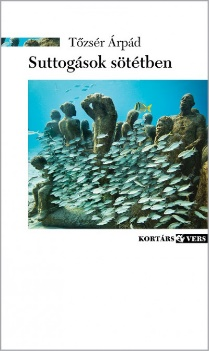 Tőzsér Árpád
Suttogások sötétben
KORTÁRS & VERS